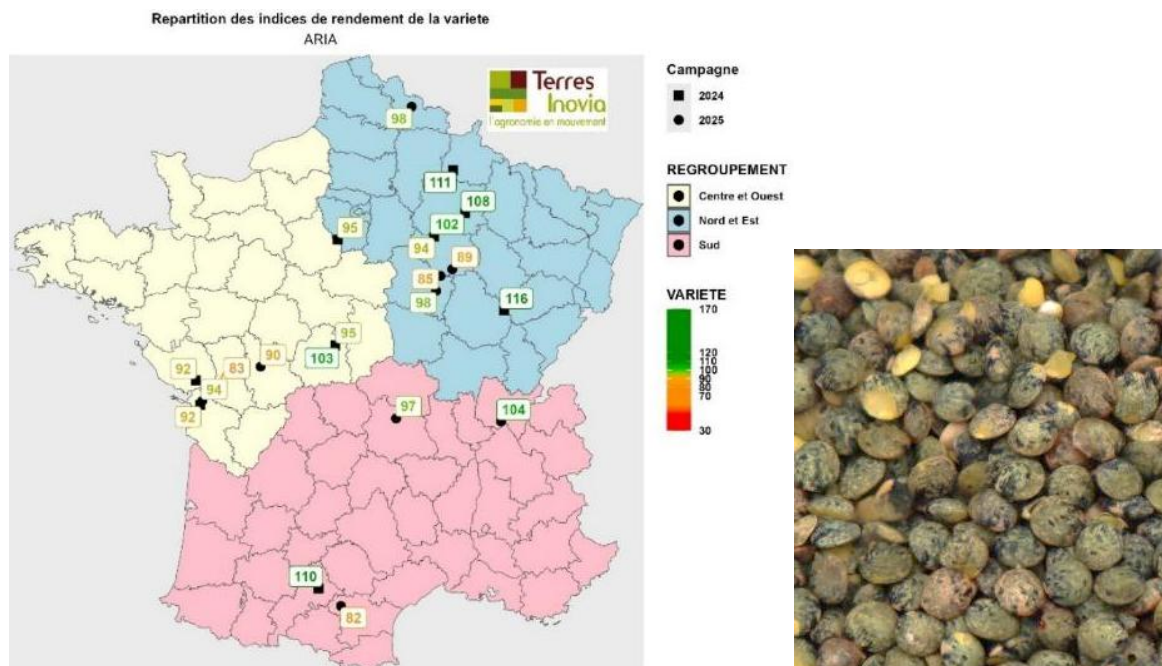 Repartition des indices de rendement de la variete
ARIA
Terres
Inovia
l'agronomie en mouvement
98
111
108
102
95
94
89
85
98
116
95
103
90
83
92
94
92
97
104
110
82
Campagne
2024
2025
REGROUPEMENT
Centre et Ouest
Nord et Est
Sud
VARIETE
170
120
110
100
90
80
70
30